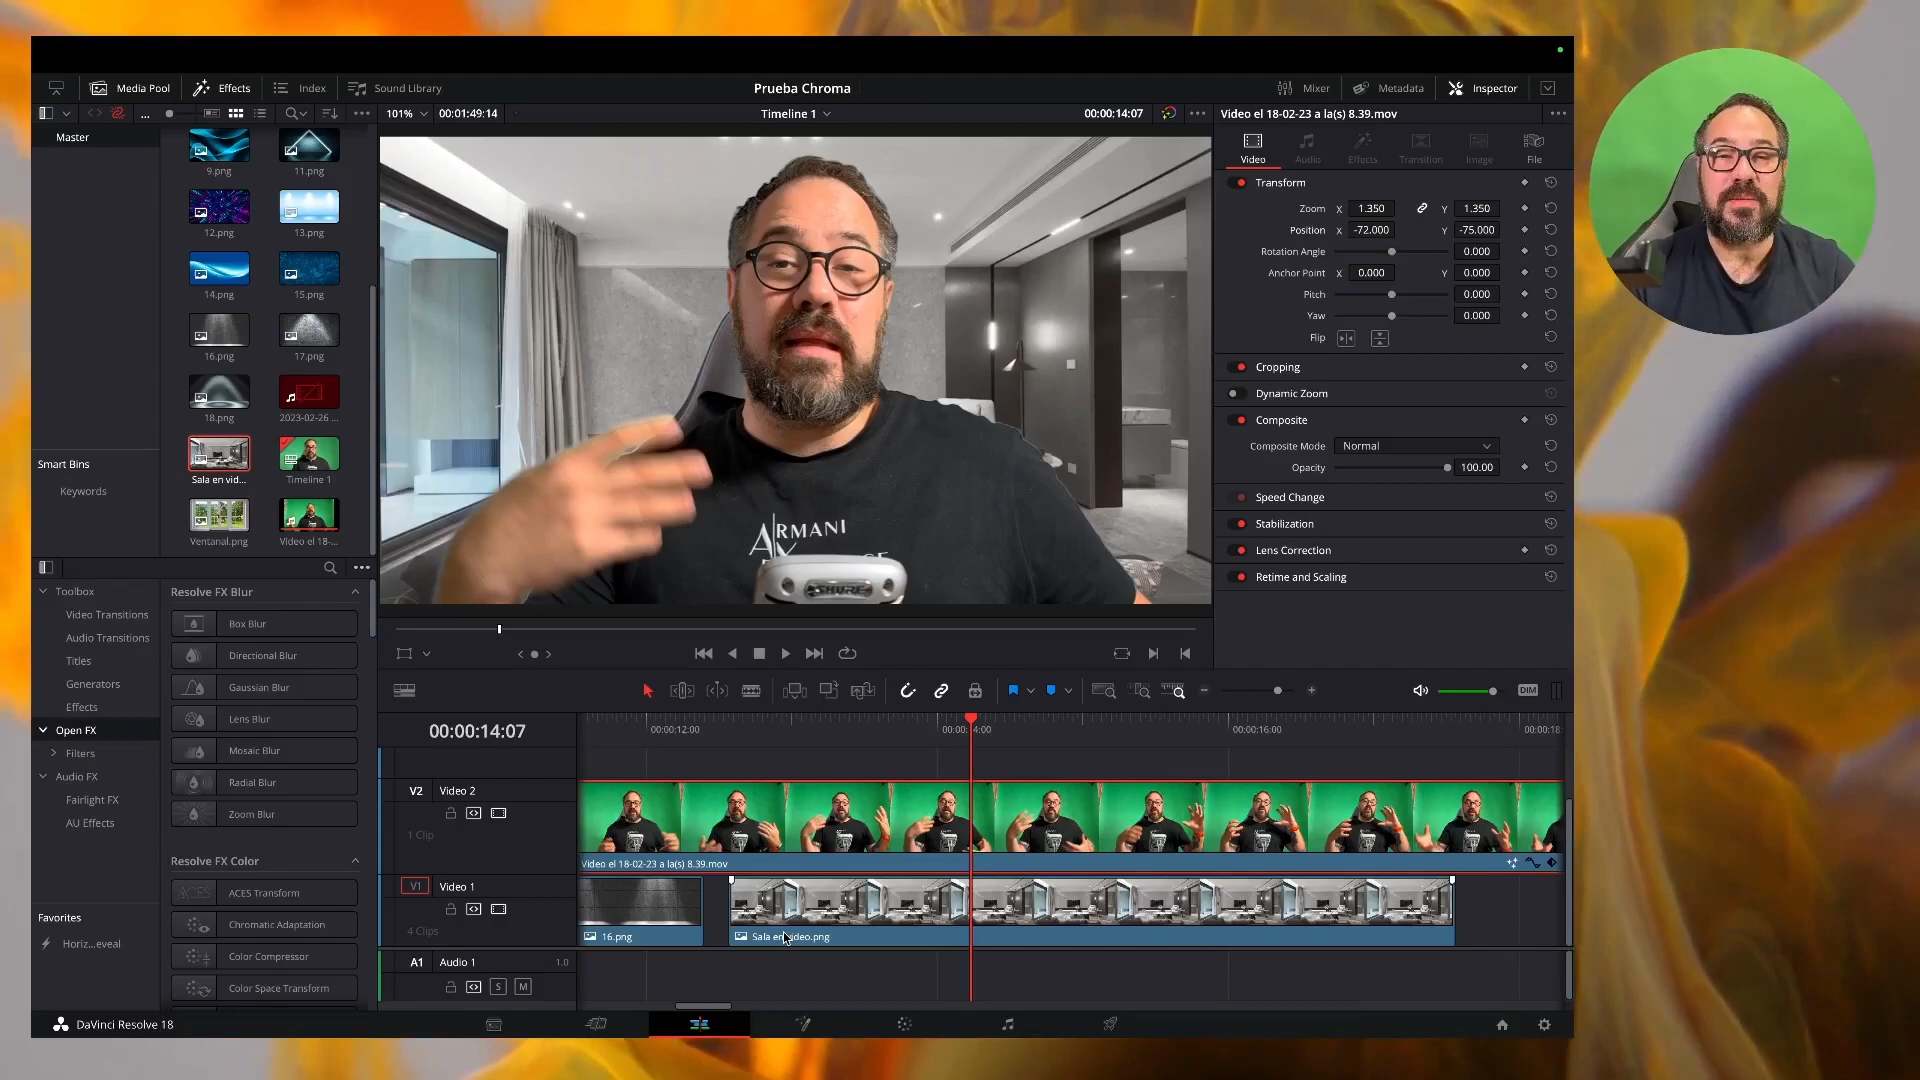 Media Pool
Effects
Index
Sound Library
Prueba Chroma
Mixer
Metadata
Inspector
...
101%
00:01:49:14
Timeline 1
00:00:14:07
Video el 18-02-23 a la(s) 8.39.mov
Master
Video
Audio
Effects
Transition
Image
File
9.png
11.png
12.png
13.png
14.png
15.png
16.png
17.png
18.png
2023-02-26 ...
Sala en vid...
Timeline 1
Ventanal.png
Video el 18-...
Smart Bins
Keywords
Transform
Zoom X 1.350 Y 1.350
Position X -72.000 Y -75.000
Rotation Angle 0.000
Anchor Point X 0.000 Y 0.000
Pitch 0.000
Yaw 0.000
Flip
Cropping
Dynamic Zoom
Composite
Composite Mode Normal
Opacity 100.00
Speed Change
Stabilization
Lens Correction
Retime and Scaling
ARMANI
SHURE
Toolbox
Video Transitions
Audio Transitions
Titles
Generators
Effects
Open FX
Filters
Audio FX
Fairlight FX
AU Effects
Favorites
Horiz...eveal
Resolve FX Blur
Box Blur
Directional Blur
Gaussian Blur
Lens Blur
Mosaic Blur
Radial Blur
Zoom Blur
Resolve FX Color
ACES Transform
Chromatic Adaptation
Color Compressor
Color Space Transform
DIM
00:00:14:07
00:00:12:00
00:00:16:00
00:00:18:
V2 Video 2
1 Clip
Video el 18-02-23 a la(s) 8.39.mov
V1 Video 1
4 Clips
16.png
Sala en video.png
A1 Audio 1 1.0
S M
DaVinci Resolve 18